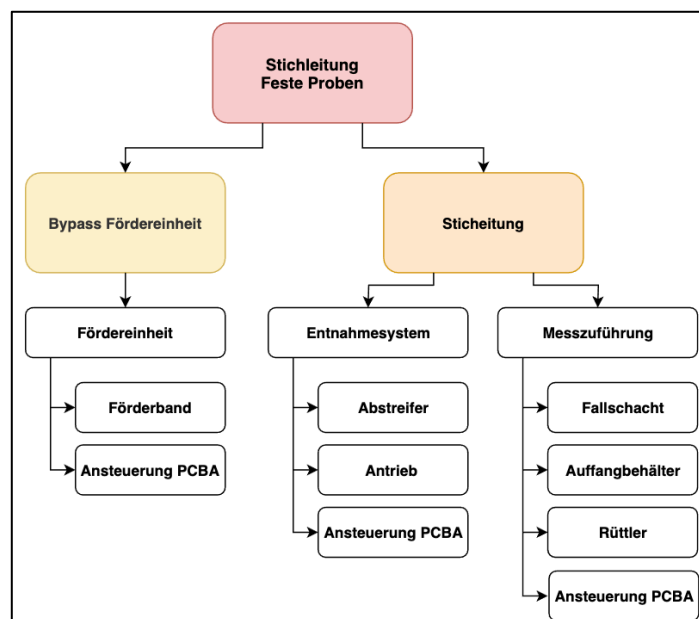 Stichleitung
Feste Proben
Bypass Fördereinheit
Sticheitung
Fördereinheit
Entnahmesystem
Messzuführung
Förderband
Abstreifer
Fallschacht
Ansteuerung PCBA
Antrieb
Auffangbehälter
Ansteuerung PCBA
Rüttler
Ansteuerung PCBA